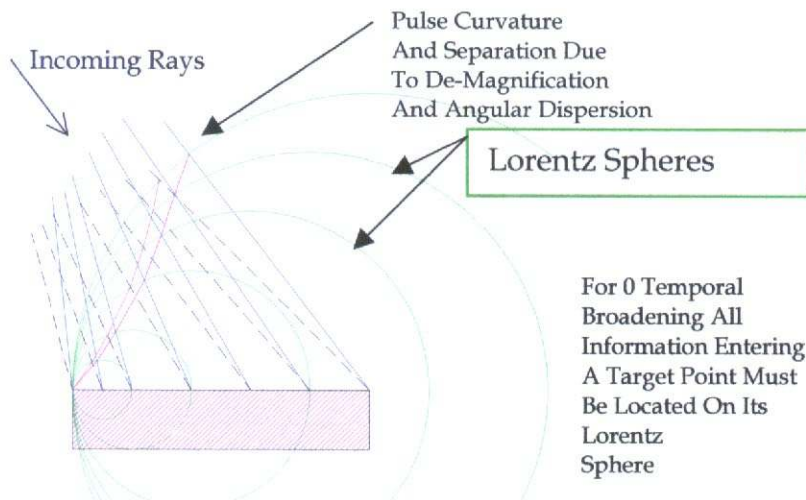 Incoming Rays
Pulse Curvature
And Separation Due
To De-Magnification
And Angular Dispersion
Lorentz Spheres
For 0 Temporal
Broadening All
Information Entering
A Target Point Must
Be Located On Its
Lorentz
Sphere